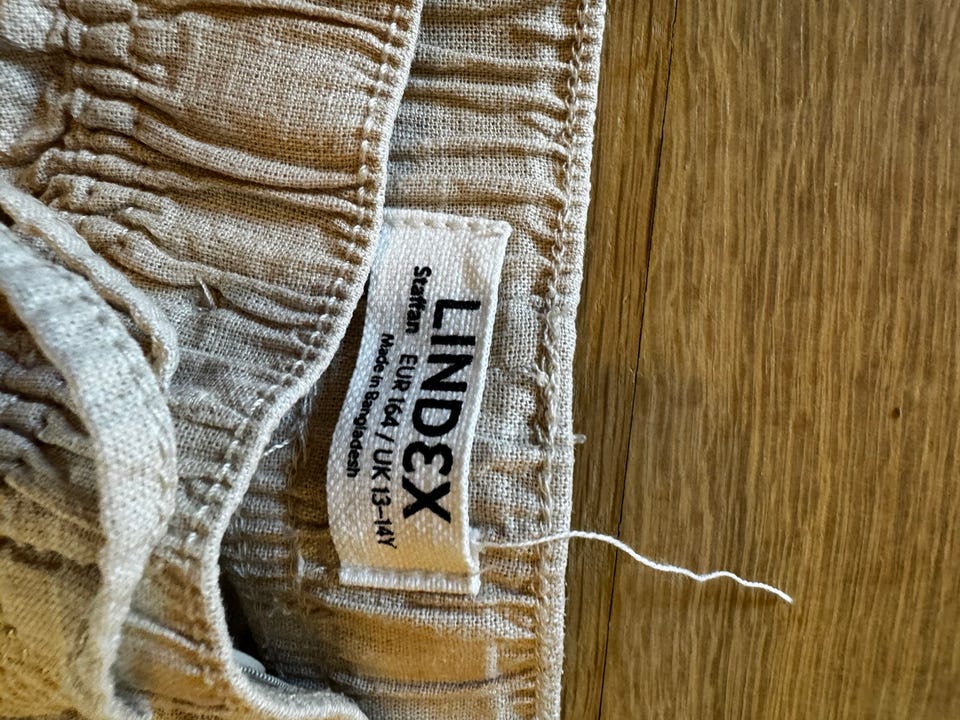 LINDEX
Staffan EUR 164 / UK 13-14Y
Made in Bangladesh